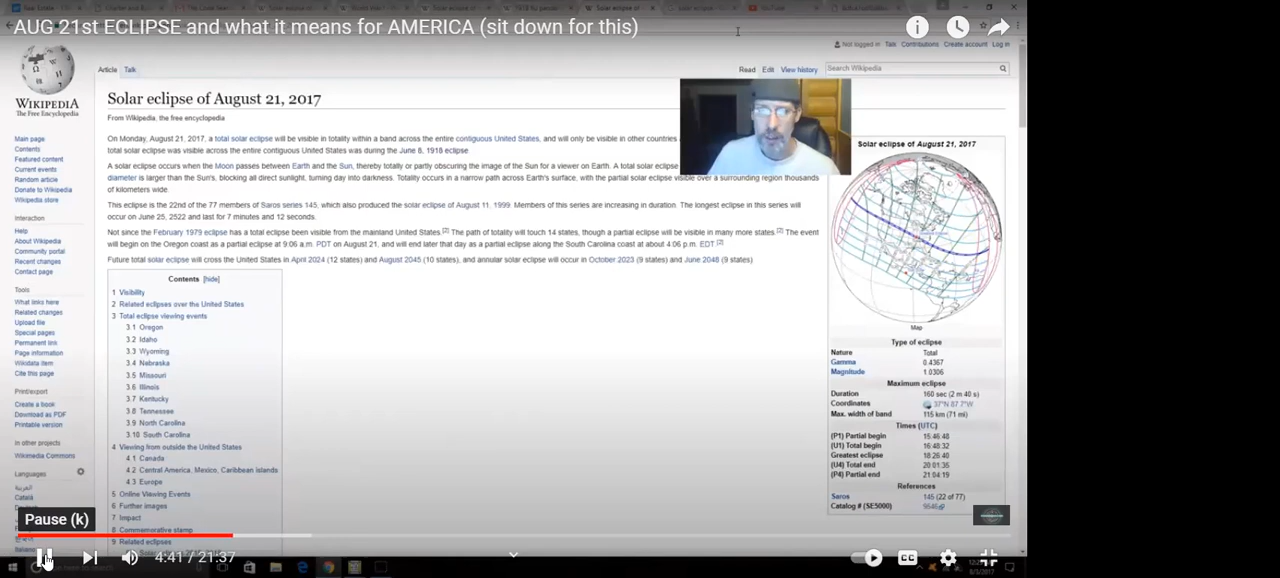 AUG 21st ECLIPSE and what it means for AMERICA (sit down for this)
Not logged in Talk Contributions Create account Log in
Article Talk
Read Edit View history
Search Wikipedia
WIKIPEDIA
The Free Encyclopedia
Solar eclipse of August 21, 2017
From Wikipedia, the free encyclopedia
On Monday, August 21, 2017, a total solar eclipse will be visible in totality within a band across the entire contiguous United States, and will only be visible in other countries
total solar eclipse was visible across the entire contiguous United States was during the June 8, 1918 eclipse
A solar eclipse occurs when the Moon passes between Earth and the Sun, thereby totally or partly obscuring the image of the Sun for a viewer on Earth. A total solar eclipse
diameter is larger than the Sun's, blocking all direct sunlight, turning day into darkness. Totality occurs in a narrow path across Earth's surface, with the partial solar eclipse visible over a surrounding region thousands
of kilometers wide.
This eclipse is the 22nd of the 77 members of Saros series 145, which also produced the solar eclipse of August 11, 1999. Members of this series are increasing in duration. The longest eclipse in this series will
occur on June 25, 2522 and last for 7 minutes and 12 seconds.
Not since the February 1979 eclipse has a total eclipse been visible from the mainland United States.[2] The path of totality will touch 14 states, though a partial eclipse will be visible in many more states.[2] The event
will begin on the Oregon coast as a partial eclipse at 9:06 a.m. PDT on August 21, and will end later that day as a partial eclipse along the South Carolina coast at about 4:06 p.m. EDT.[2]
Future total solar eclipse will cross the United States in April 2024 (12 states) and August 2045 (10 states), and annular solar eclipse will occur in October 2023 (9 states) and June 2048 (9 states)
Main page
Contents
Featured content
Current events
Random article
Donate to Wikipedia
Wikipedia store
Interaction
Help
About Wikipedia
Community portal
Recent changes
Contact page
Tools
What links here
Related changes
Upload file
Special pages
Permanent link
Page information
Wikidata item
Cite this page
Print/export
Create a book
Download as PDF
Printable version
In other projects
Wikimedia Commons
Languages
العربية
Català
Contents [hide]
1 Visibility
2 Related eclipses over the United States
3 Total eclipse viewing events
3.1 Oregon
3.2 Idaho
3.3 Wyoming
3.4 Nebraska
3.5 Missouri
3.6 Illinois
3.7 Kentucky
3.8 Tennessee
3.9 North Carolina
3.10 South Carolina
4 Viewing from outside the United States
4.1 Canada
4.2 Central America, Mexico, Caribbean islands
4.3 Europe
5 Online Viewing Events
6 Further images
7 Impact
8 Commemorative stamp
9 Related eclipses
Solar eclipse of August 21, 2017
Map
Type of eclipse
Nature Total
Gamma 0.4367
Magnitude 1.0306
Maximum eclipse
Duration 160 sec (2 m 40 s)
Coordinates 37°N 87.7°W
Max. width of band 115 km (71 mi)
Times (UTC)
(P1) Partial begin 15:46:48
(U1) Total begin 16:48:32
Greatest eclipse 18:26:40
(U4) Total end 20:01:35
(P4) Partial end 21:04:19
References
Saros 145 (22 of 77)
Catalog # (SE5000) 9546
Pause (k)
4:41 / 21:37
CC